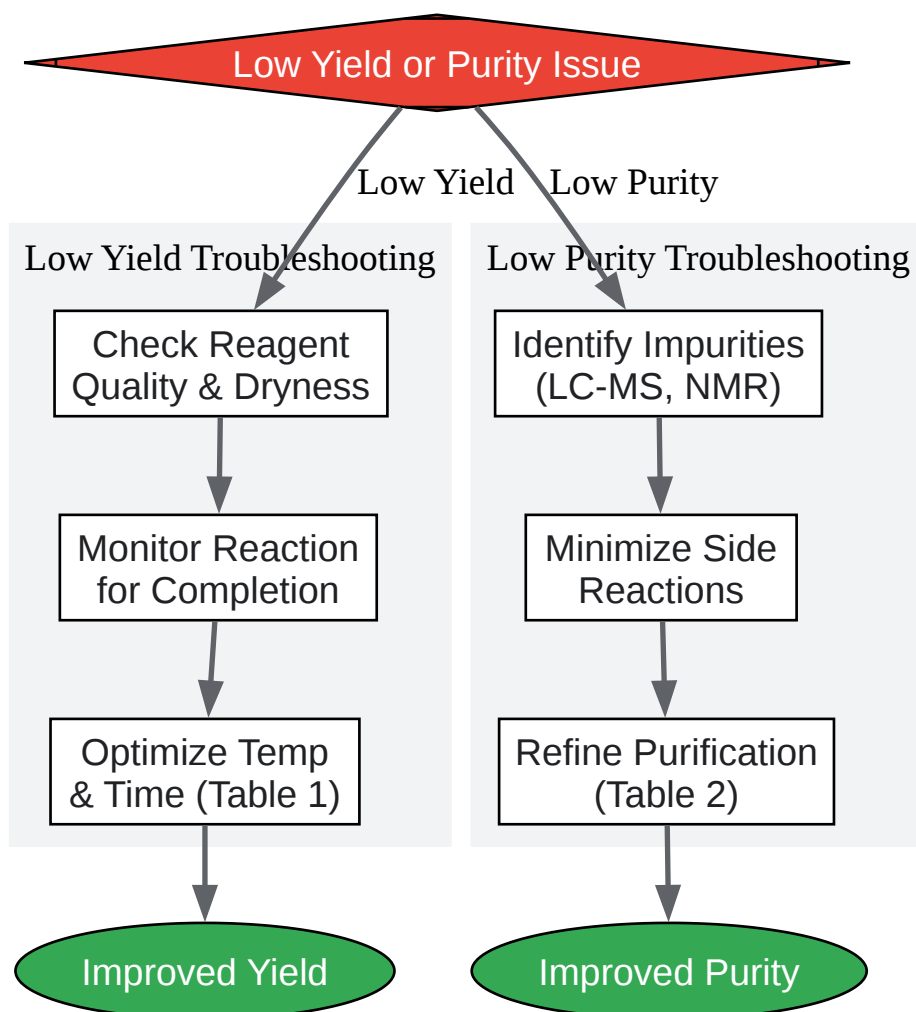 Low Yield or Purity Issue
Low Yield
Low Purity
Low Yield Troubleshooting
Check Reagent
Quality & Dryness
Monitor Reaction
for Completion
Optimize Temp
& Time (Table 1)
Improved Yield
Low Purity Troubleshooting
Identify Impurities
(LC-MS, NMR)
Minimize Side
Reactions
Refine Purification
(Table 2)
Improved Purity